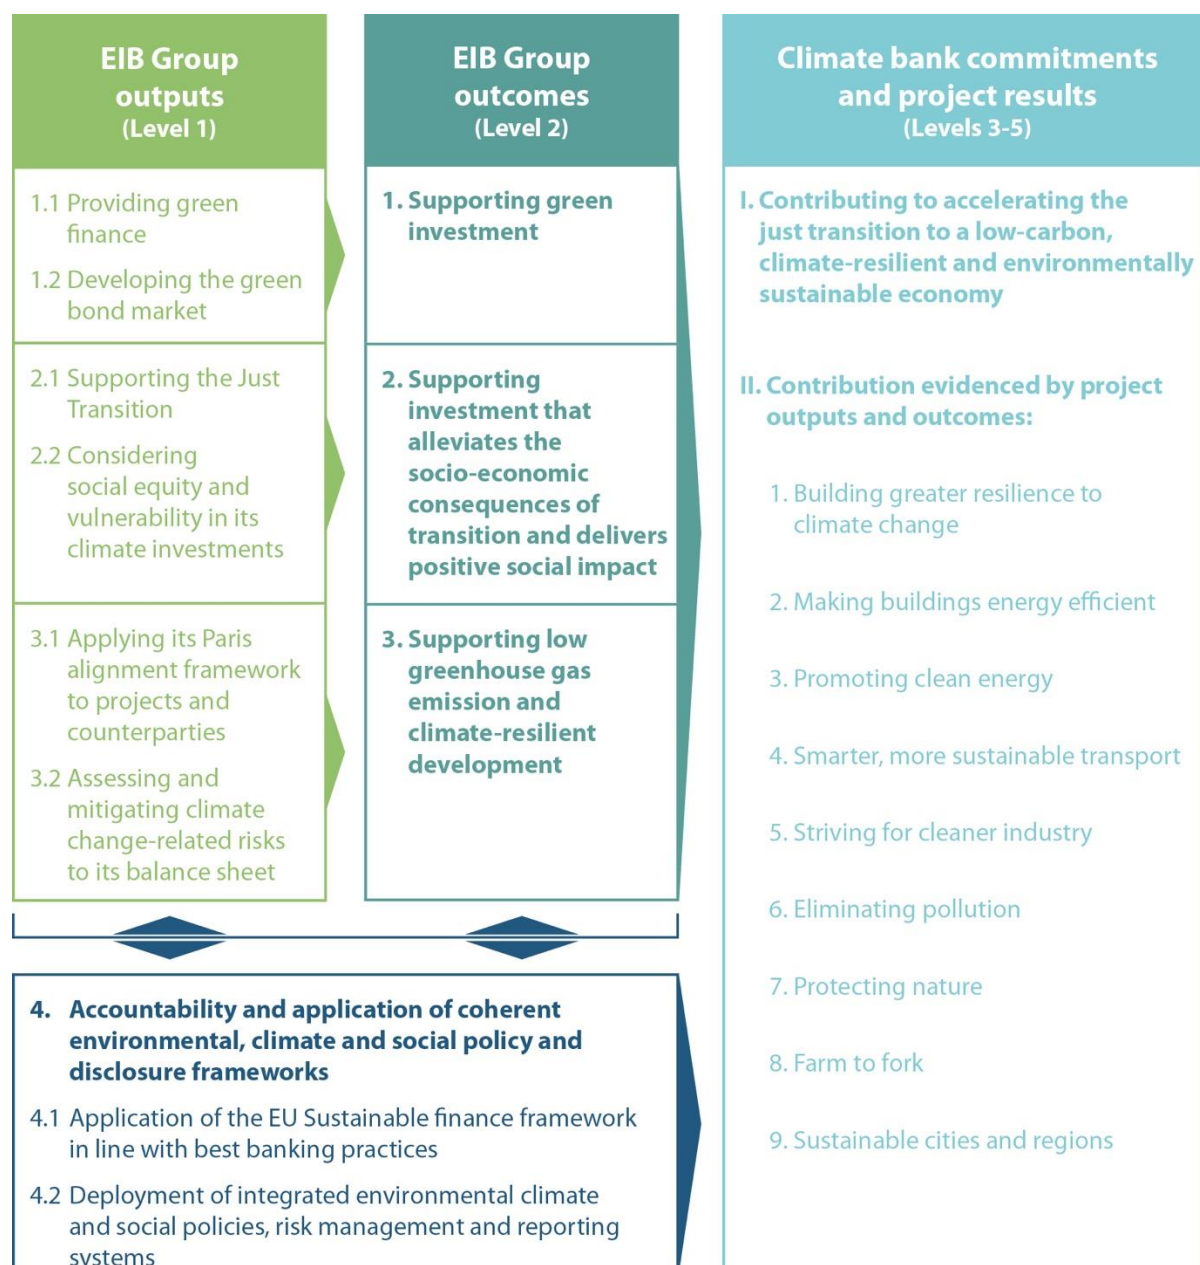 EIB Group
outputs
(Level 1)
1.1 Providing green
finance
1.2 Developing the green
bond market
2.1 Supporting the Just
Transition
2.2 Considering
social equity and
vulnerability in its
climate investments
3.1 Applying its Paris
alignment framework
to projects and
counterparties
3.2 Assessing and
mitigating climate
change-related risks
to its balance sheet
EIB Group
outcomes
(Level 2)
1. Supporting green
investment
2. Supporting
investment that
alleviates the
socio-economic
consequences of
transition and delivers
positive social impact
3. Supporting low
greenhouse gas
emission and
climate-resilient
development
4. Accountability and application of coherent
environmental, climate and social policy and
disclosure frameworks
4.1 Application of the EU Sustainable finance framework
in line with best banking practices
4.2 Deployment of integrated environmental climate
and social policies, risk management and reporting
systems
Climate bank commitments
and project results
(Levels 3-5)
I. Contributing to accelerating the
just transition to a low-carbon,
climate-resilient and environmentally
sustainable economy
II. Contribution evidenced by project
outputs and outcomes:
1. Building greater resilience to
climate change
2. Making buildings energy efficient
3. Promoting clean energy
4. Smarter, more sustainable transport
5. Striving for cleaner industry
6. Eliminating pollution
7. Protecting nature
8. Farm to fork
9. Sustainable cities and regions